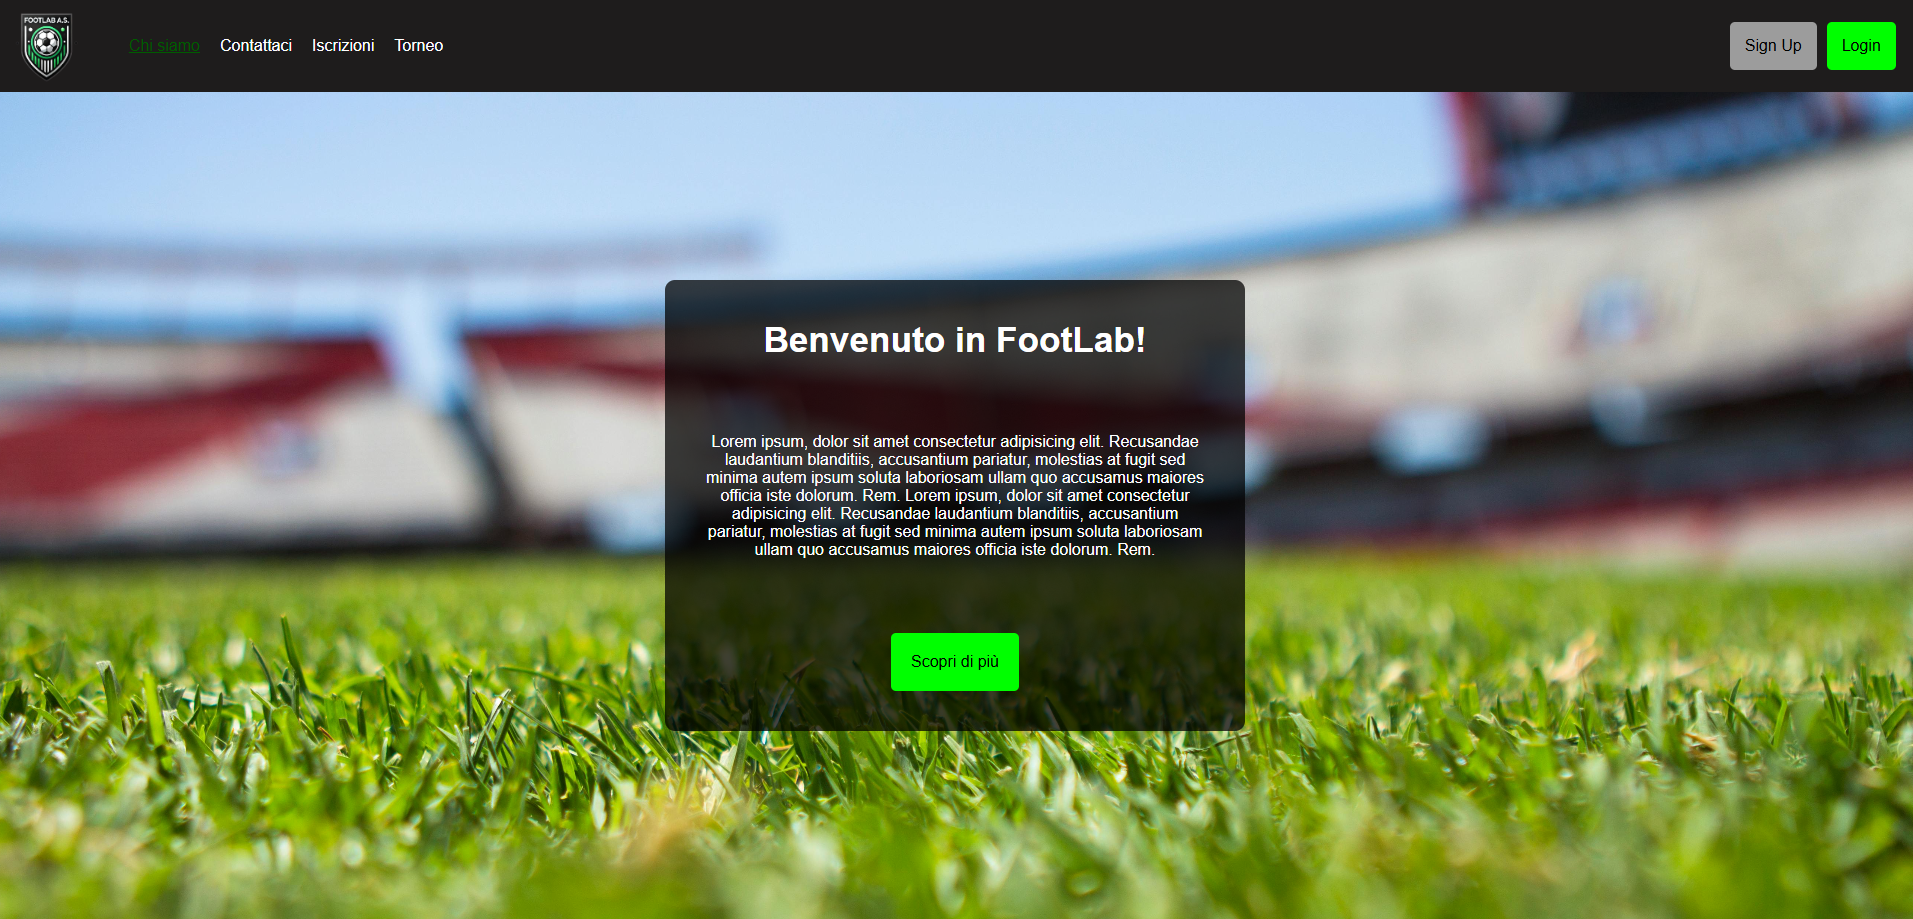 FOOTLAB A.S.
Chi siamo Contattaci Iscrizioni Torneo
Sign Up Login
Benvenuto in FootLab!
Lorem ipsum, dolor sit amet consectetur adipisicing elit. Recusandae
laudantium blanditiis, accusantium pariatur, molestias at fugit sed
minima autem ipsum soluta laboriosam ullam quo accusamus maiores
officia iste dolorum. Rem. Lorem ipsum, dolor sit amet consectetur
adipisicing elit. Recusandae laudantium blanditiis, accusantium
pariatur, molestias at fugit sed minima autem ipsum soluta laboriosam
ullam quo accusamus maiores officia iste dolorum. Rem.
Scopri di più